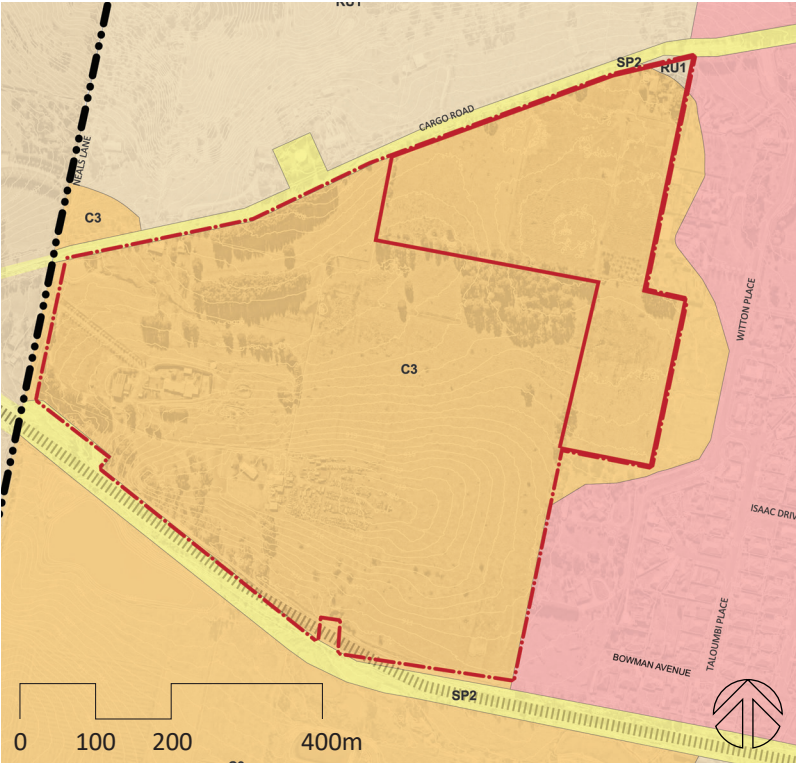 RU1
SP2
RU1
CARGO ROAD
NEALS LANE
C3
WITTON PLACE
C3
ISAAC DRIV
TALOUMBI PLACE
BOWMAN AVENUE
SP2
0 100 200 400m